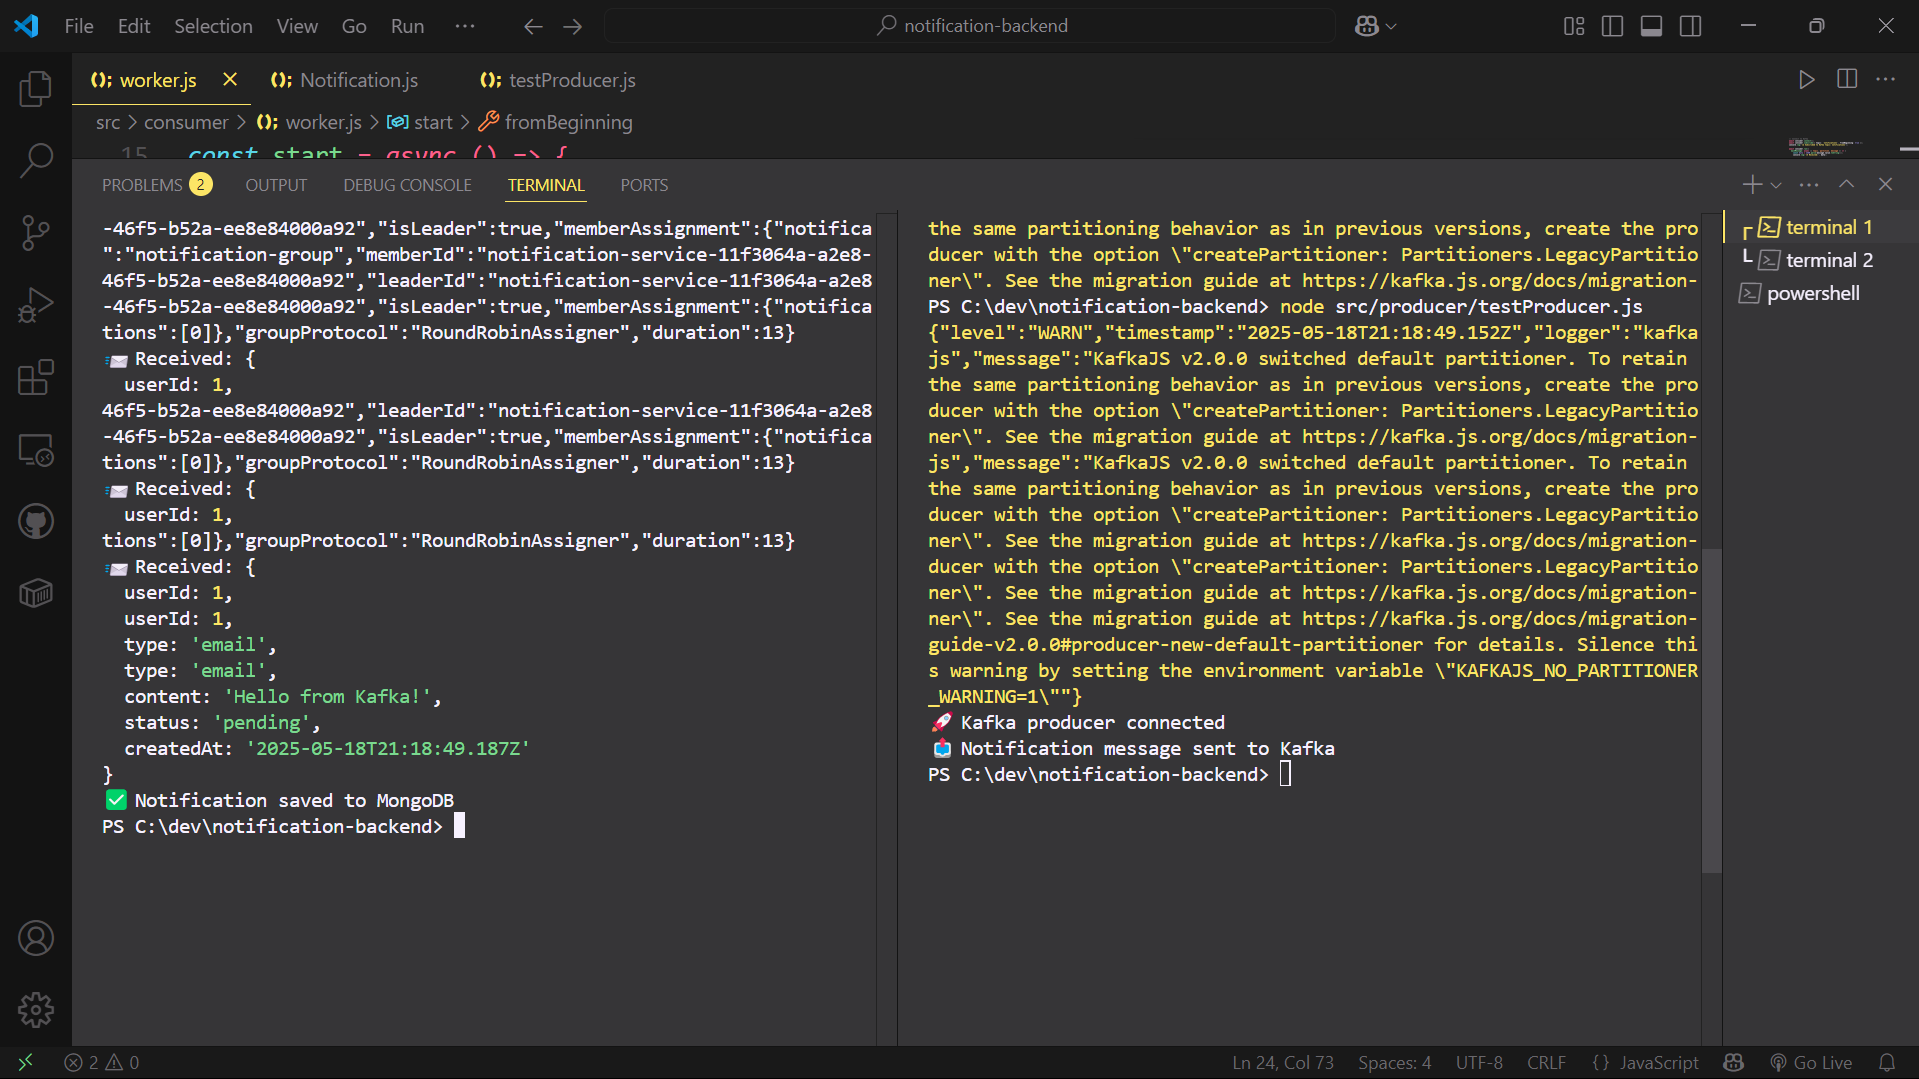 File Edit Selection View Go Run ··· notification-backend
worker.js Notification.js testProducer.js
src > consumer > worker.js > start > fromBeginning
15 const start = async () => {
PROBLEMS 2 OUTPUT DEBUG CONSOLE TERMINAL PORTS
-46f5-b52a-ee8e84000a92","isLeader":true,"memberAssignment":{"notifica
":"notification-group","memberId":"notification-service-11f3064a-a2e8-
46f5-b52a-ee8e84000a92","leaderId":"notification-service-11f3064a-a2e8
-46f5-b52a-ee8e84000a92","isLeader":true,"memberAssignment":{"notifica
tions":[0]},"groupProtocol":"RoundRobinAssigner","duration":13}
📨 Received: {
userId: 1,
46f5-b52a-ee8e84000a92","leaderId":"notification-service-11f3064a-a2e8
-46f5-b52a-ee8e84000a92","isLeader":true,"memberAssignment":{"notifica
tions":[0]},"groupProtocol":"RoundRobinAssigner","duration":13}
📨 Received: {
userId: 1,
tions":[0]},"groupProtocol":"RoundRobinAssigner","duration":13}
📨 Received: {
userId: 1,
userId: 1,
type: 'email',
type: 'email',
content: 'Hello from Kafka!',
status: 'pending',
createdAt: '2025-05-18T21:18:49.187Z'
}
✅ Notification saved to MongoDB
PS C:\dev\notification-backend>
the same partitioning behavior as in previous versions, create the pro
ducer with the option \"createPartitioner: Partitioners.LegacyPartitio
ner\". See the migration guide at https://kafka.js.org/docs/migration-
PS C:\dev\notification-backend> node src/producer/testProducer.js
{"level":"WARN","timestamp":"2025-05-18T21:18:49.152Z","logger":"kafka
js","message":"KafkaJS v2.0.0 switched default partitioner. To retain
the same partitioning behavior as in previous versions, create the pro
ducer with the option \"createPartitioner: Partitioners.LegacyPartitio
ner\". See the migration guide at https://kafka.js.org/docs/migration-
js","message":"KafkaJS v2.0.0 switched default partitioner. To retain
the same partitioning behavior as in previous versions, create the pro
ducer with the option \"createPartitioner: Partitioners.LegacyPartitio
ner\". See the migration guide at https://kafka.js.org/docs/migration-
ducer with the option \"createPartitioner: Partitioners.LegacyPartitio
ner\". See the migration guide at https://kafka.js.org/docs/migration-
ner\". See the migration guide at https://kafka.js.org/docs/migration-
guide-v2.0.0#producer-new-default-partitioner for details. Silence thi
s warning by setting the environment variable \"KAFKAJS_NO_PARTITIONER
_WARNING=1\""}
🚀 Kafka producer connected
📤 Notification message sent to Kafka
PS C:\dev\notification-backend>
terminal 1
terminal 2
powershell
2 0 Ln 24, Col 73 Spaces: 4 UTF-8 CRLF {} JavaScript Go Live